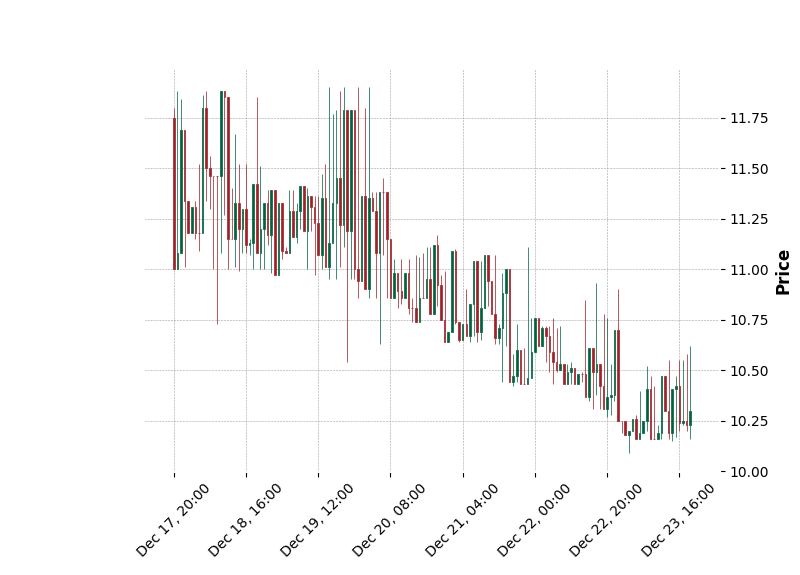 11.75
11.50
11.25
11.00
10.75
10.50
10.25
10.00
Price
Dec 17, 20:00
Dec 18, 16:00
Dec 19, 12:00
Dec 20, 08:00
Dec 21, 04:00
Dec 22, 00:00
Dec 22, 20:00
Dec 23, 16:00